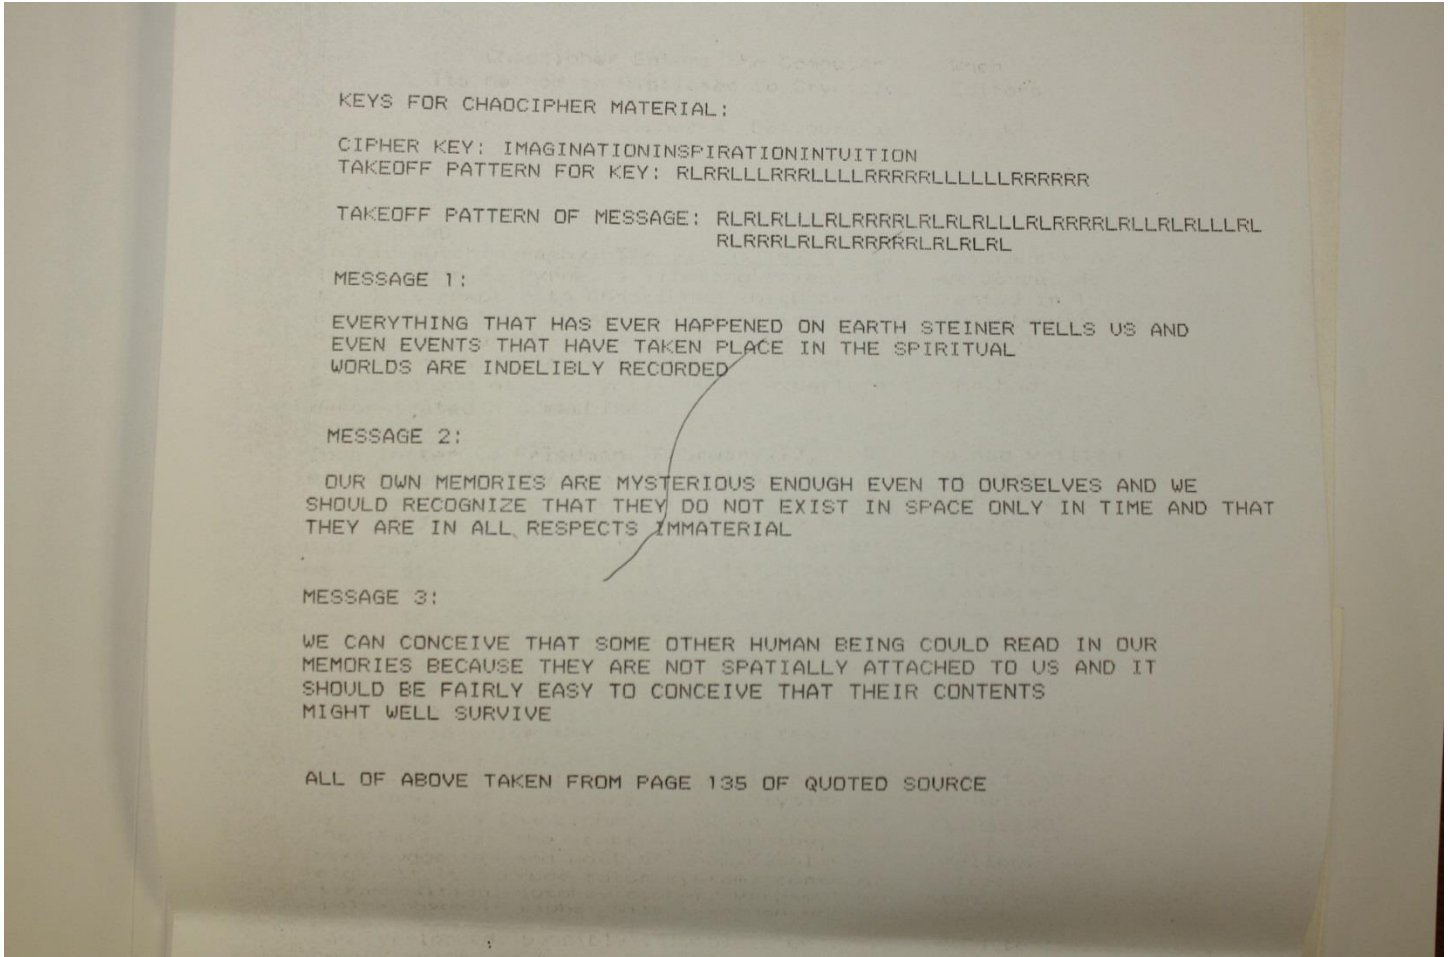 KEYS FOR CHAOCIPHER MATERIAL:
CIPHER KEY: IMAGINATIONINSPIRATIONINTUITION
TAKEOFF PATTERN FOR KEY: RLRRLLLRRRLLLLRRRRRLLLLLLRRRRRR
TAKEOFF PATTERN OF MESSAGE: RLRLRLLLRLRRRRLRLRLRLLLRLRRRRLRLLRLRLLLRL
RLRRRLRLRLRRRRRLRLRLRL
MESSAGE 1:
EVERYTHING THAT HAS EVER HAPPENED ON EARTH STEINER TELLS US AND
EVEN EVENTS THAT HAVE TAKEN PLACE IN THE SPIRITUAL
WORLDS ARE INDELIBLY RECORDED
MESSAGE 2:
OUR OWN MEMORIES ARE MYSTERIOUS ENOUGH EVEN TO OURSELVES AND WE
SHOULD RECOGNIZE THAT THEY DO NOT EXIST IN SPACE ONLY IN TIME AND THAT
THEY ARE IN ALL RESPECTS IMMATERIAL
MESSAGE 3:
WE CAN CONCEIVE THAT SOME OTHER HUMAN BEING COULD READ IN OUR
MEMORIES BECAUSE THEY ARE NOT SPATIALLY ATTACHED TO US AND IT
SHOULD BE FAIRLY EASY TO CONCEIVE THAT THEIR CONTENTS
MIGHT WELL SURVIVE
ALL OF ABOVE TAKEN FROM PAGE 135 OF QUOTED SOURCE